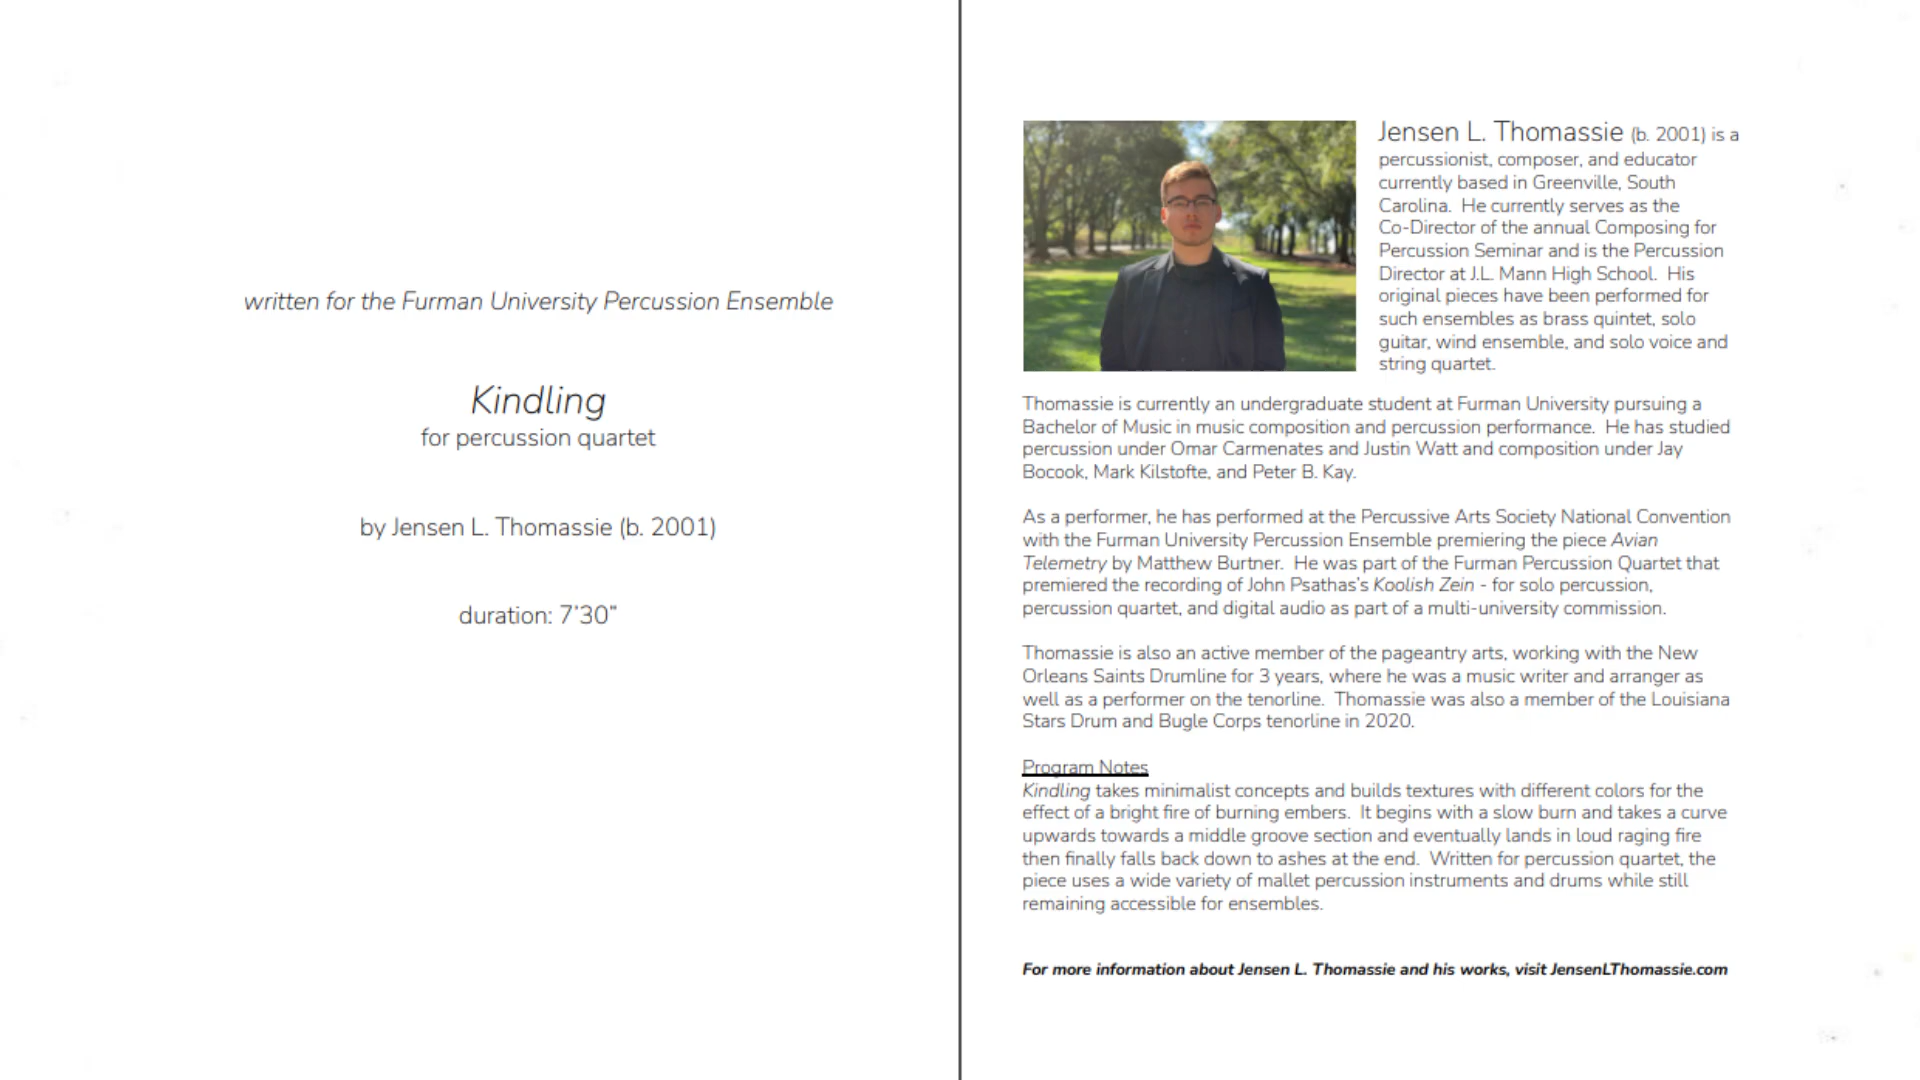 written for the Furman University Percussion Ensemble
Kindling
for percussion quartet
by Jensen L. Thomassie (b. 2001)
duration: 7'30"
Jensen L. Thomassie (b. 2001) is a
percussionist, composer, and educator
currently based in Greenville, South
Carolina.  He currently serves as the
Co-Director of the annual Composing for
Percussion Seminar and is the Percussion
Director at J.L. Mann High School.  His
original pieces have been performed for
such ensembles as brass quintet, solo
guitar, wind ensemble, and solo voice and
string quartet.
Thomassie is currently an undergraduate student at Furman University pursuing a
Bachelor of Music in music composition and percussion performance.  He has studied
percussion under Omar Carmenates and Justin Watt and composition under Jay
Bocook, Mark Kilstofte, and Peter B. Kay.
As a performer, he has performed at the Percussive Arts Society National Convention
with the Furman University Percussion Ensemble premiering the piece Avian
Telemetry by Matthew Burtner.  He was part of the Furman Percussion Quartet that
premiered the recording of John Psathas's Koolish Zein - for solo percussion,
percussion quartet, and digital audio as part of a multi-university commission.
Thomassie is also an active member of the pageantry arts, working with the New
Orleans Saints Drumline for 3 years, where he was a music writer and arranger as
well as a performer on the tenorline.  Thomassie was also a member of the Louisiana
Stars Drum and Bugle Corps tenorline in 2020.
Program Notes
Kindling takes minimalist concepts and builds textures with different colors for the
effect of a bright fire of burning embers.  It begins with a slow burn and takes a curve
upwards towards a middle groove section and eventually lands in loud raging fire
then finally falls back down to ashes at the end.  Written for percussion quartet, the
piece uses a wide variety of mallet percussion instruments and drums while still
remaining accessible for ensembles.
For more information about Jensen L. Thomassie and his works, visit JensenLThomassie.com